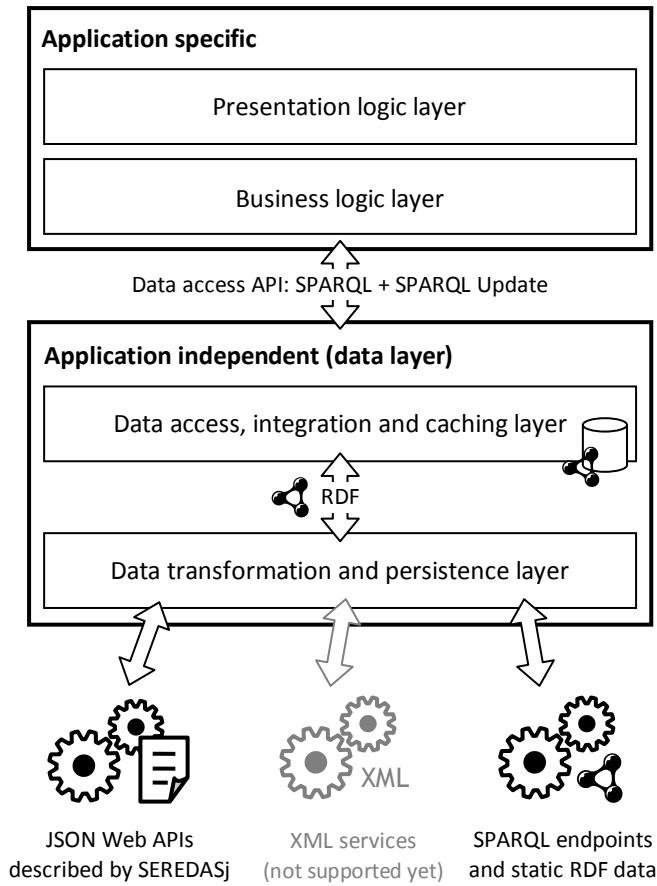 Application specific
Presentation logic layer
Business logic layer
Data access API: SPARQL + SPARQL Update
Application independent (data layer)
Data access, integration and caching layer
RDF
Data transformation and persistence layer
XML
JSON Web APIs
described by SEREDASj
XML services
(not supported yet)
SPARQL endpoints
and static RDF data